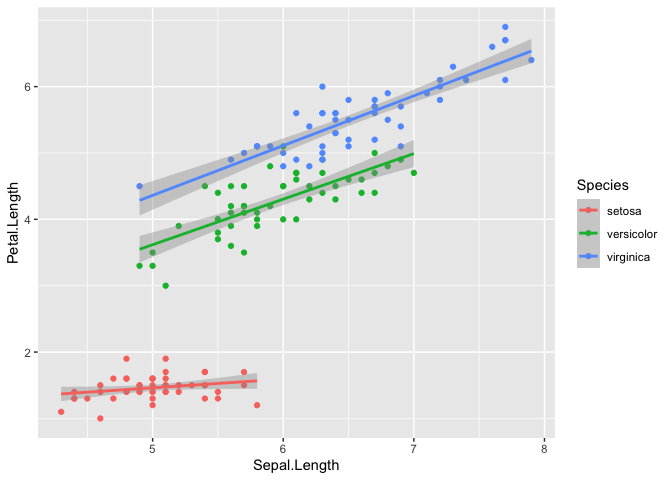 6
4
2
Petal.Length
5
6
7
8
Sepal.Length
Species
setosa
versicolor
virginica